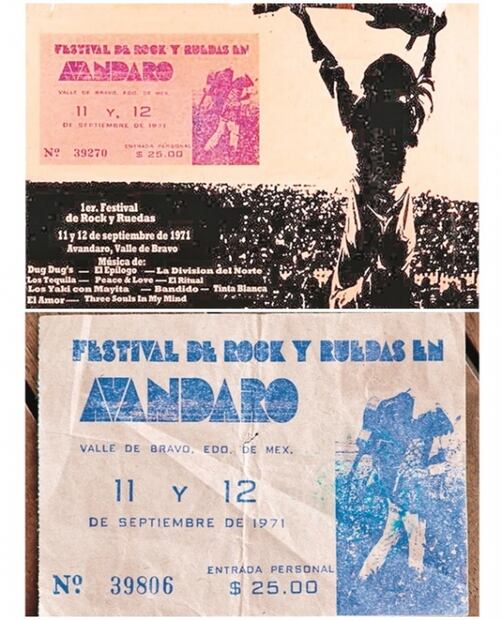 FESTIVAL DE ROCK Y RUEDAS EN
AVANDARO
VALLE DE BRAVO, EDO. DE MEX.
11 Y, 12
DE SEPTIEMBRE DE 1971
ENTRADA PERSONAL
Nº 39270 $ 25.00
1er. Festival
de Rock y Ruedas
11 y 12 de septiembre de 1971
Avandaro, Valle de Bravo
Música de:
Dug Dug's — El Epilogo — La Division del Norte
Los Tequila — Peace & Love — El Ritual
Los Yaki con Mayita — Bandido — Tinta Blanca
El Amor — Three Souls In My Mind
FESTIVAL DE ROCK Y RUEDAS EN
AVANDARO
VALLE DE BRAVO, EDO. DE MEX.
11 Y 12
DE SEPTIEMBRE DE 1971
ENTRADA PERSONAL
Nº 39806 $ 25.00